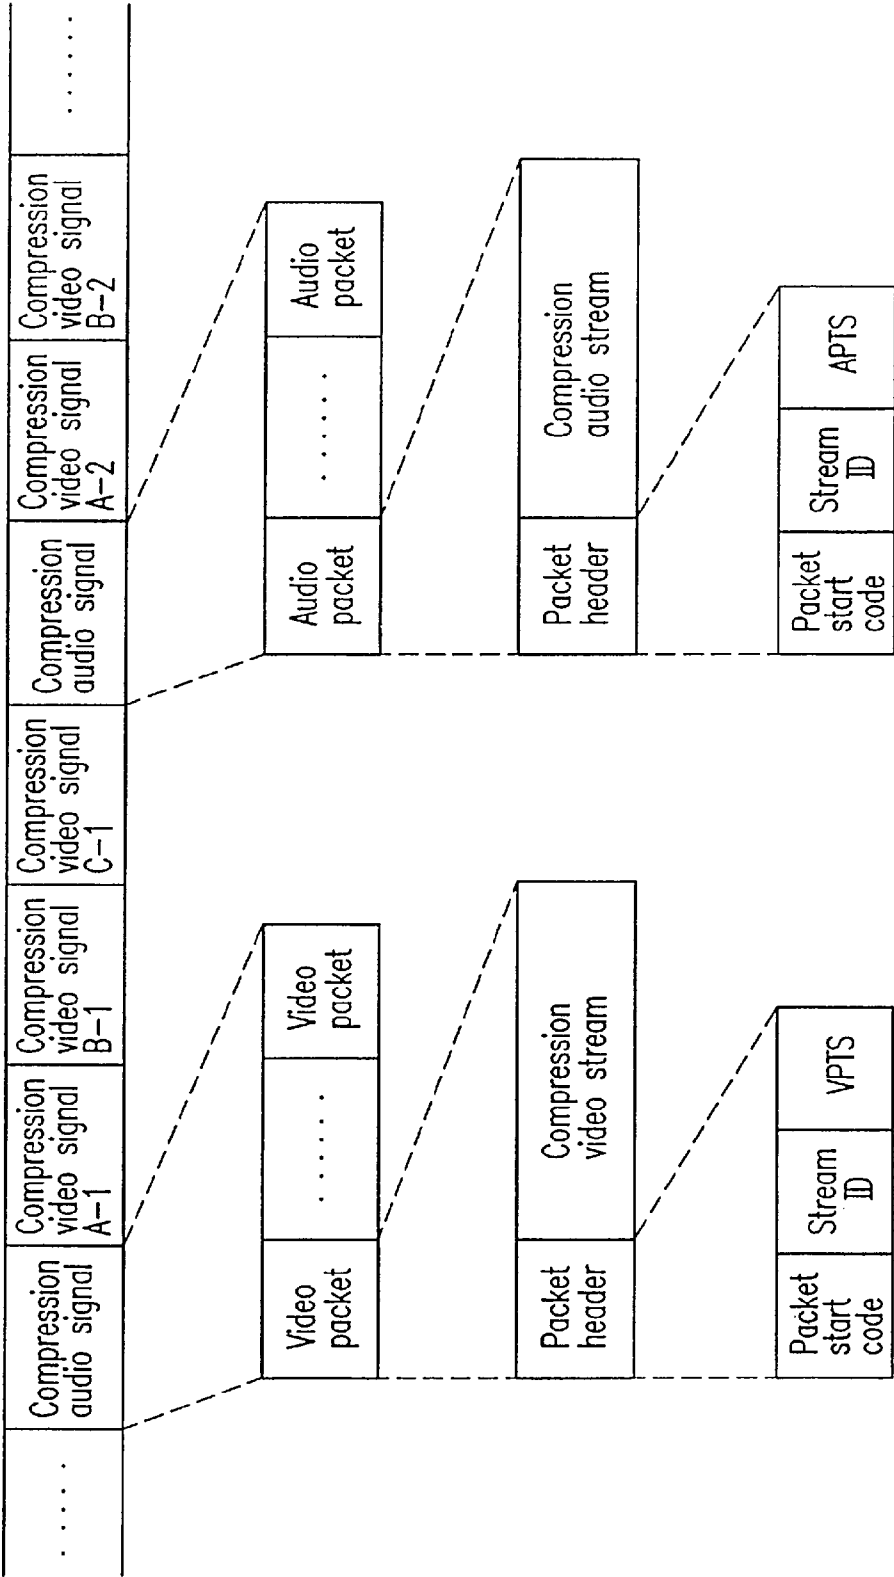 ......
Compression
audio signal
Compression
video signal
A-1
Compression
video signal
B-1
Compression
video signal
C-1
Compression
audio signal
Compression
video signal
A-2
Compression
video signal
B-2
......
Video
packet
......
Video
packet
Audio
packet
......
Audio
packet
Packet
header
Compression
video stream
Packet
header
Compression
audio stream
Packet
start
code
Stream
ID
VPTS
Packet
start
code
Stream
ID
APTS